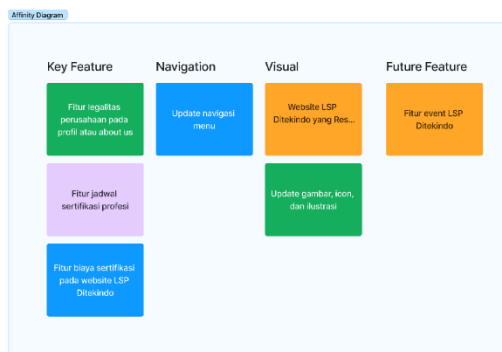 Affinity Diagram
Key Feature
Fitur legalitas
perusahaan pada
profil atau about us
Fitur jadwal
sertifikasi profesi
Fitur biaya sertifikasi
pada website LSP
Ditekindo
Navigation
Update navigasi
menu
Visual
Website LSP
Ditekindo yang Res...
Update gambar, icon,
dan ilustrasi
Future Feature
Fitur event LSP
Ditekindo